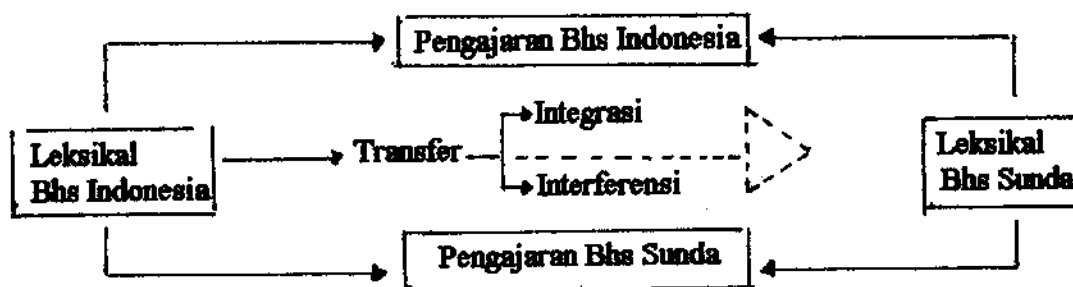 Pengajaran Bhs Indonesia
Integrasi
Leksikal
Bhs Indonesia
Transfer
Interferensi
Leksikal
Bhs Sunda
Pengajaran Bhs Sunda